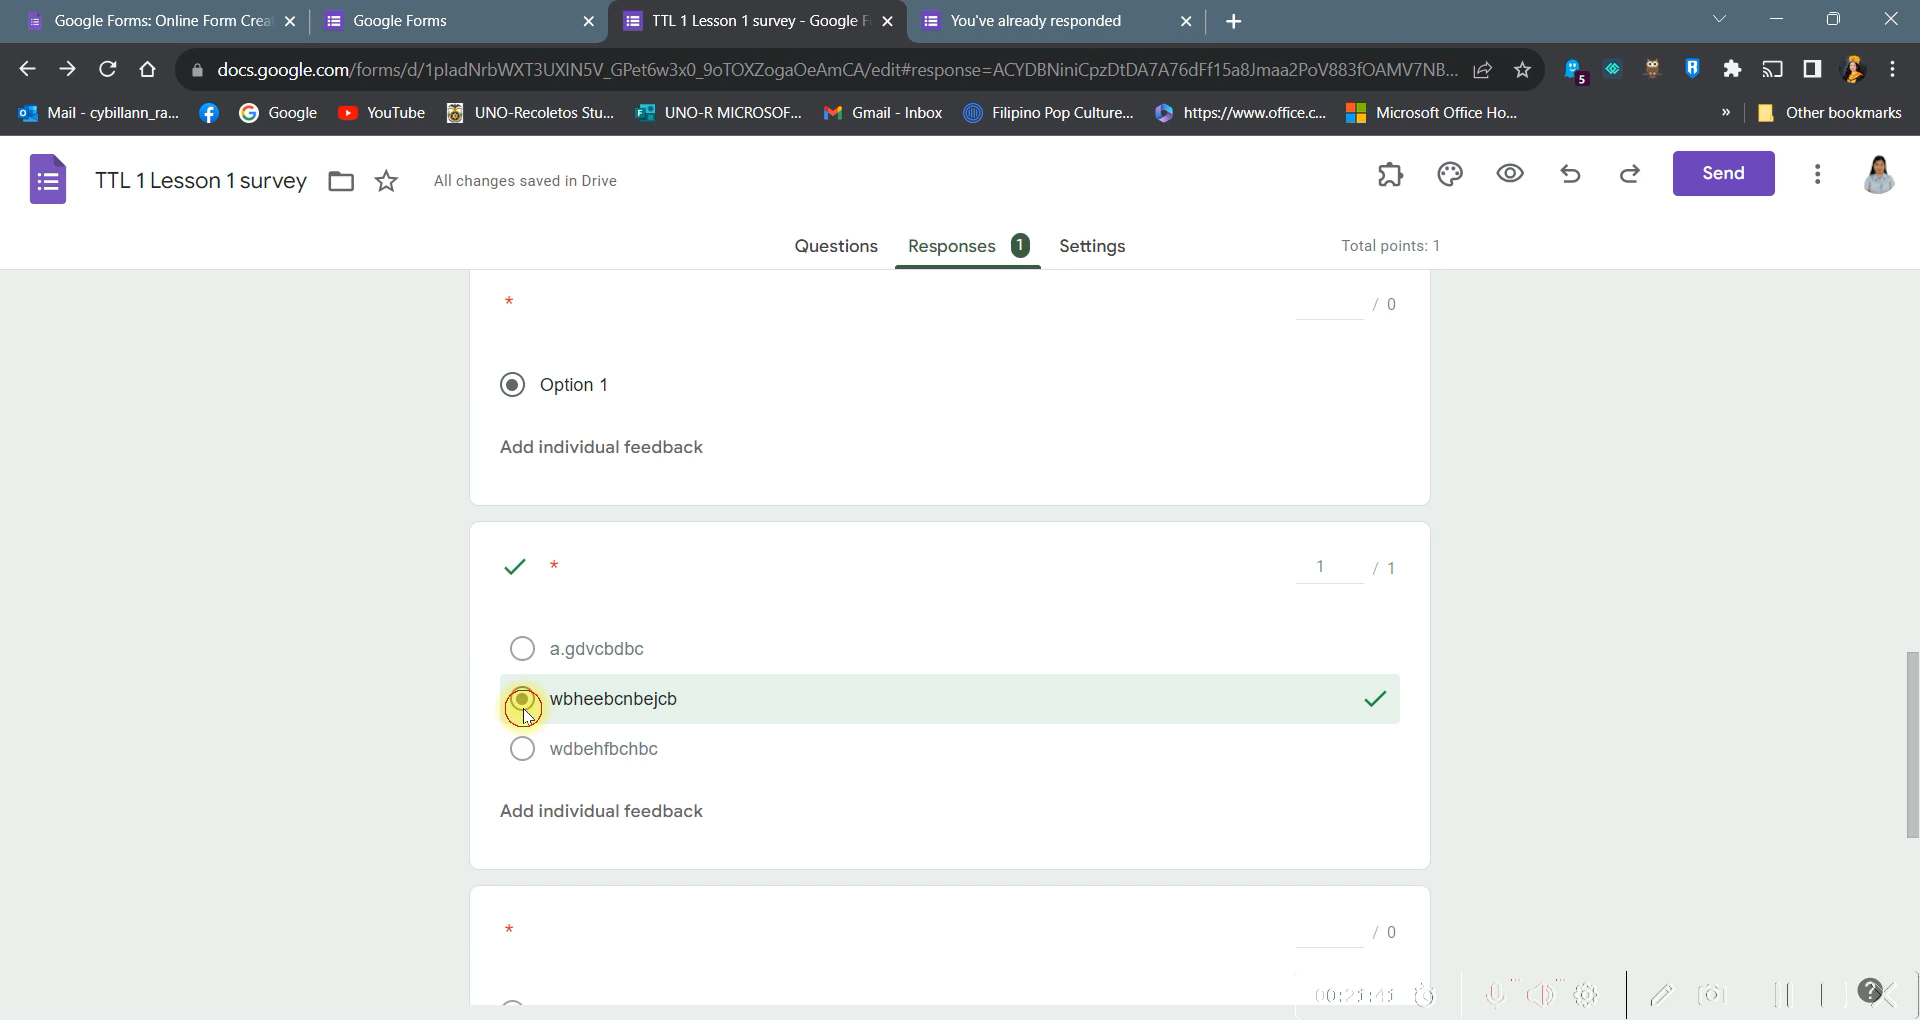 Google Forms: Online Form Crea
Google Forms
TTL 1 Lesson 1 survey - Google F
You've already responded
docs.google.com/forms/d/1pladNrbWXT3UXIN5V_GPet6w3x0_9oTOXZogaOeAmCA/edit#response=ACYDBNiniCpzDtDA7A76dFf15a8Jmaa2PoV883fOAMV7NB...
5
Mail - cybillann_ra...
Google
YouTube
UNO-Recoletos Stu...
UNO-R MICROSOF...
Gmail - Inbox
Filipino Pop Culture...
https://www.office.c...
Microsoft Office Ho...
»
Other bookmarks
TTL 1 Lesson 1 survey
All changes saved in Drive
Send
Questions
Responses 1
Settings
Total points: 1
* / 0
Option 1
Add individual feedback
* 1 / 1
a.gdvcbdbc
wbheebcnbejcb
wdbehfbchbc
Add individual feedback
* / 0
00:21:41